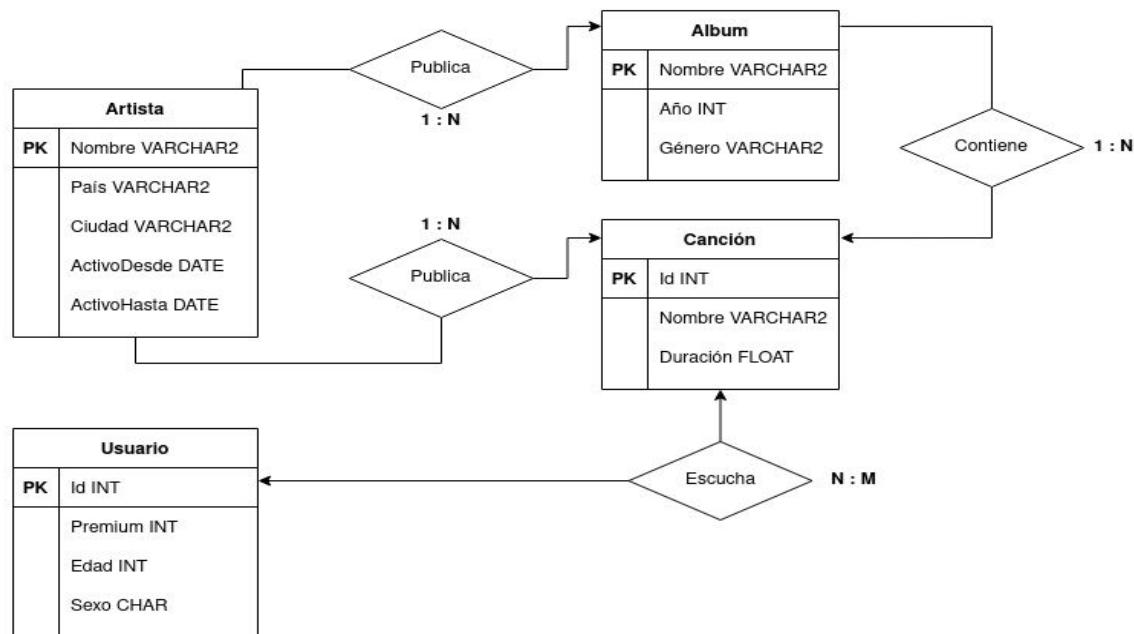 Album
PK Nombre VARCHAR2
Año INT
Género VARCHAR2
Publica
1 : N
Artista
PK Nombre VARCHAR2
País VARCHAR2
Ciudad VARCHAR2
ActivoDesde DATE
ActivoHasta DATE
Contiene
1 : N
1 : N
Publica
Canción
PK Id INT
Nombre VARCHAR2
Duración FLOAT
Usuario
PK Id INT
Premium INT
Edad INT
Sexo CHAR
Escucha
N : M